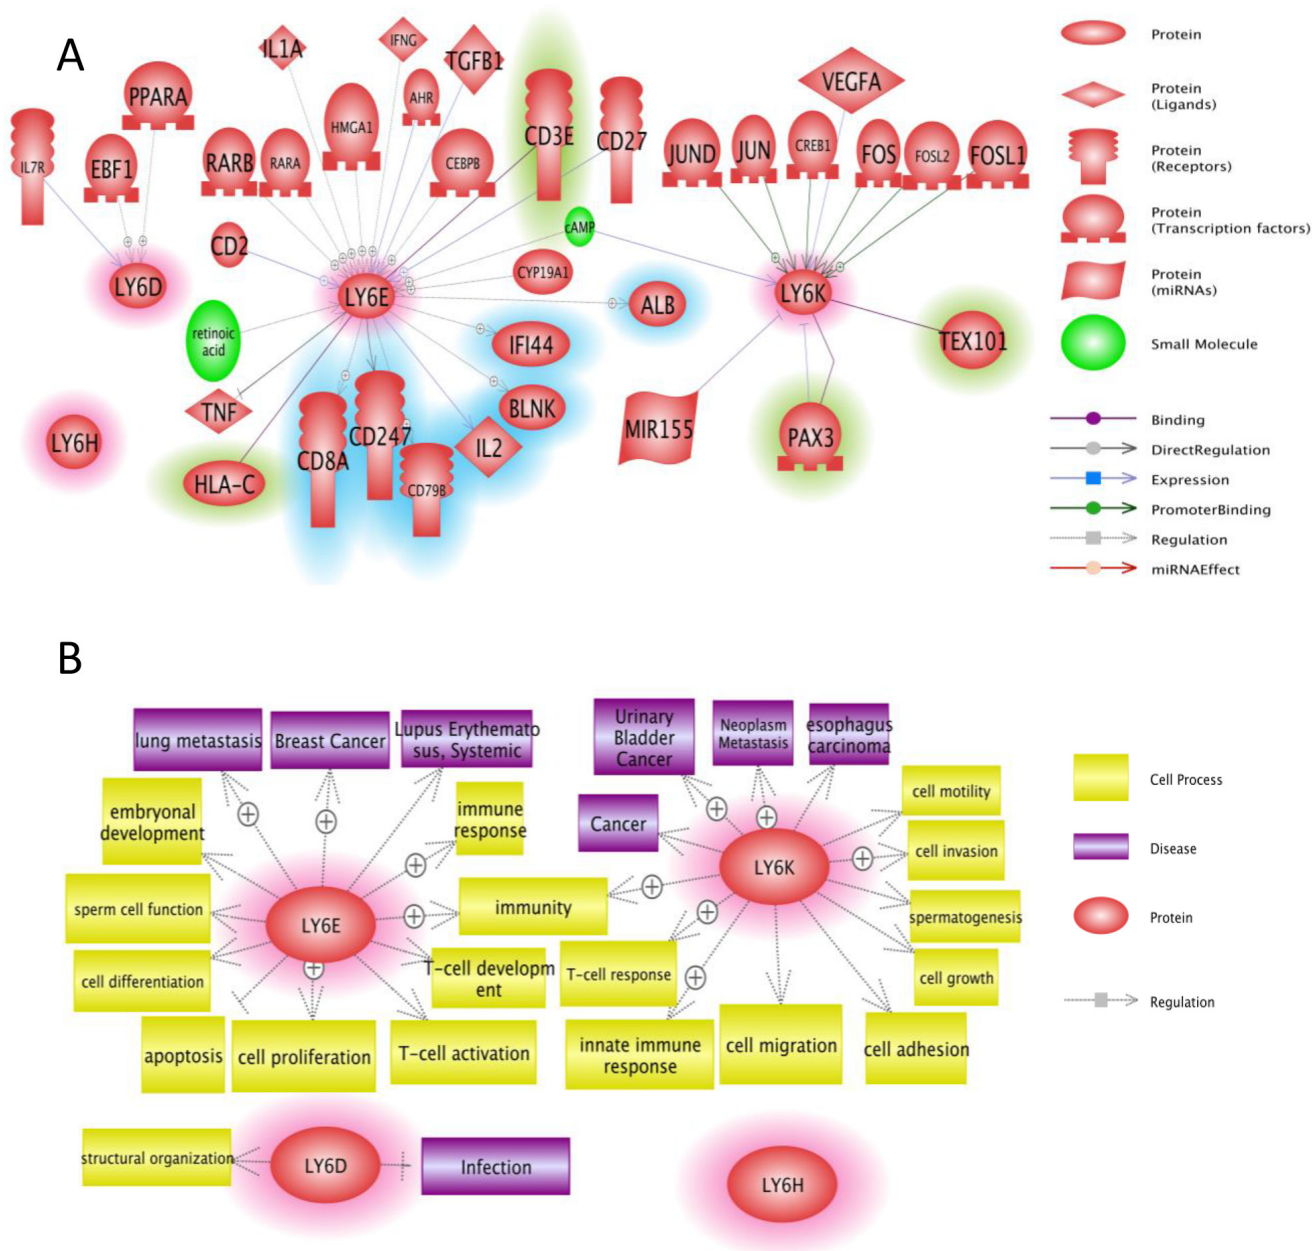 A
IL1A
IFNG
TGFB1
PPARA
IL7R
EBF1
RARB
RARA
HMGA1
AHR
CEBPB
CD3E
CD27
VEGFA
JUND
JUN
CREB1
FOS
FOSL2
FOSL1
CD2
cAMP
CYP19A1
LY6D
LY6E
LY6K
ALB
retinoic
acid
IFI44
TEX101
TNF
BLNK
LY6H
HLA-C
CD8A
CD247
CD79B
IL2
MIR155
PAX3
Protein
Protein
(Ligands)
Protein
(Receptors)
Protein
(Transcription factors)
Protein
(miRNAs)
Small Molecule
Binding
DirectRegulation
Expression
PromoterBinding
Regulation
miRNAEffect
B
lung metastasis
Breast Cancer
Lupus Erythemato
sus, Systemic
embryonal
development
immune
response
sperm cell function
LY6E
immunity
cell differentiation
T-cell developm
ent
apoptosis
cell proliferation
T-cell activation
Urinary
Bladder
Cancer
Neoplasm
Metastasis
esophagus
carcinoma
Cancer
cell motility
LY6K
cell invasion
spermatogenesis
T-cell response
cell growth
innate immune
response
cell migration
cell adhesion
structural organization
LY6D
Infection
LY6H
Cell Process
Disease
Protein
Regulation